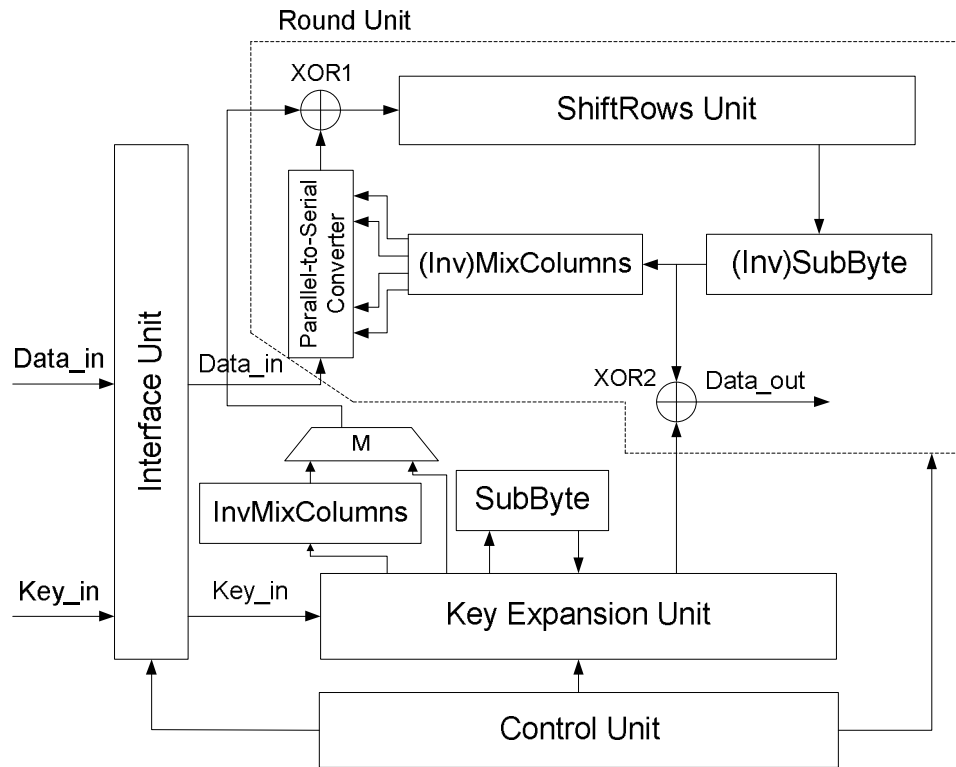 Round Unit
XOR1
ShiftRows Unit
Parallel-to-Serial
Converter
(Inv)MixColumns
(Inv)SubByte
Interface Unit
Data_in
Data_in
XOR2
Data_out
M
InvMixColumns
SubByte
Key_in
Key_in
Key Expansion Unit
Control Unit